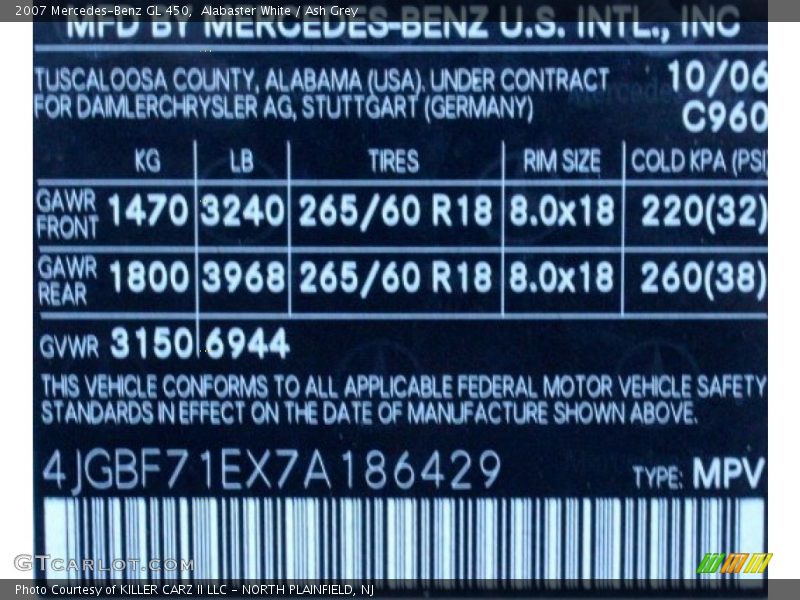 2007 Mercedes-Benz GL 450,  Alabaster White / Ash Grey
MFD BY MERCEDES-BENZ U.S. INTL., INC
TUSCALOOSA COUNTY, ALABAMA (USA). UNDER CONTRACT 10/06
FOR DAIMLERCHRYSLER AG, STUTTGART (GERMANY) C960
KG LB TIRES RIM SIZE COLD KPA (PSI
GAWR FRONT 1470 3240 265/60 R18 8.0x18 220(32)
GAWR REAR 1800 3968 265/60 R18 8.0x18 260(38)
GVWR 3150 6944
THIS VEHICLE CONFORMS TO ALL APPLICABLE FEDERAL MOTOR VEHICLE SAFETY
STANDARDS IN EFFECT ON THE DATE OF MANUFACTURE SHOWN ABOVE.
4JGBF71EX7A186429 TYPE: MPV
GTcarlot.com
Photo Courtesy of KILLER CARZ II LLC - NORTH PLAINFIELD, NJ